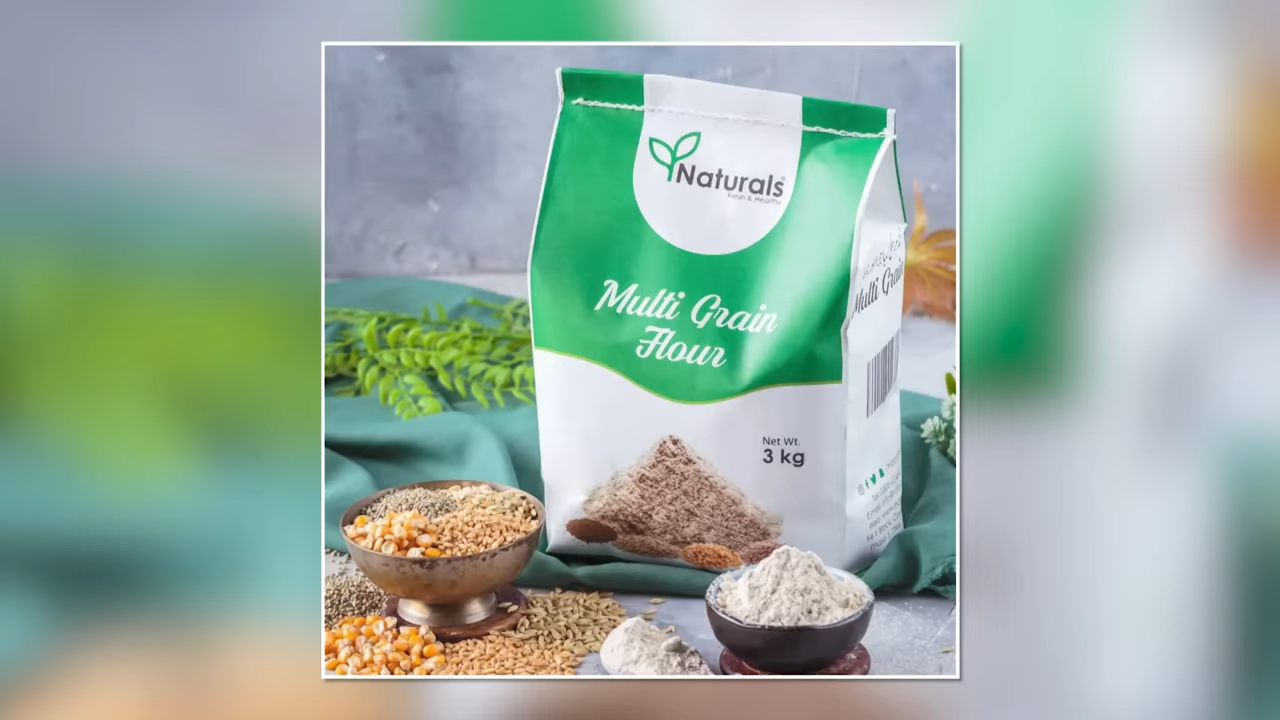 Naturals
Fresh & Healthy
Multi Grain
Flour
Net Wt.
3 kg
Multi Grain